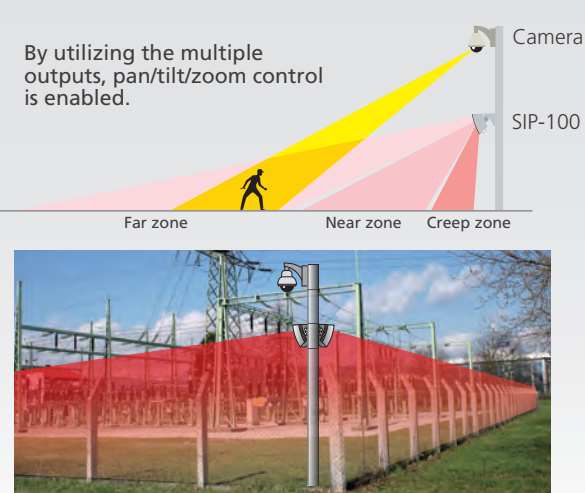 By utilizing the multiple
outputs, pan/tilt/zoom control
is enabled.
Camera
SIP-100
Far zone
Near zone
Creep zone